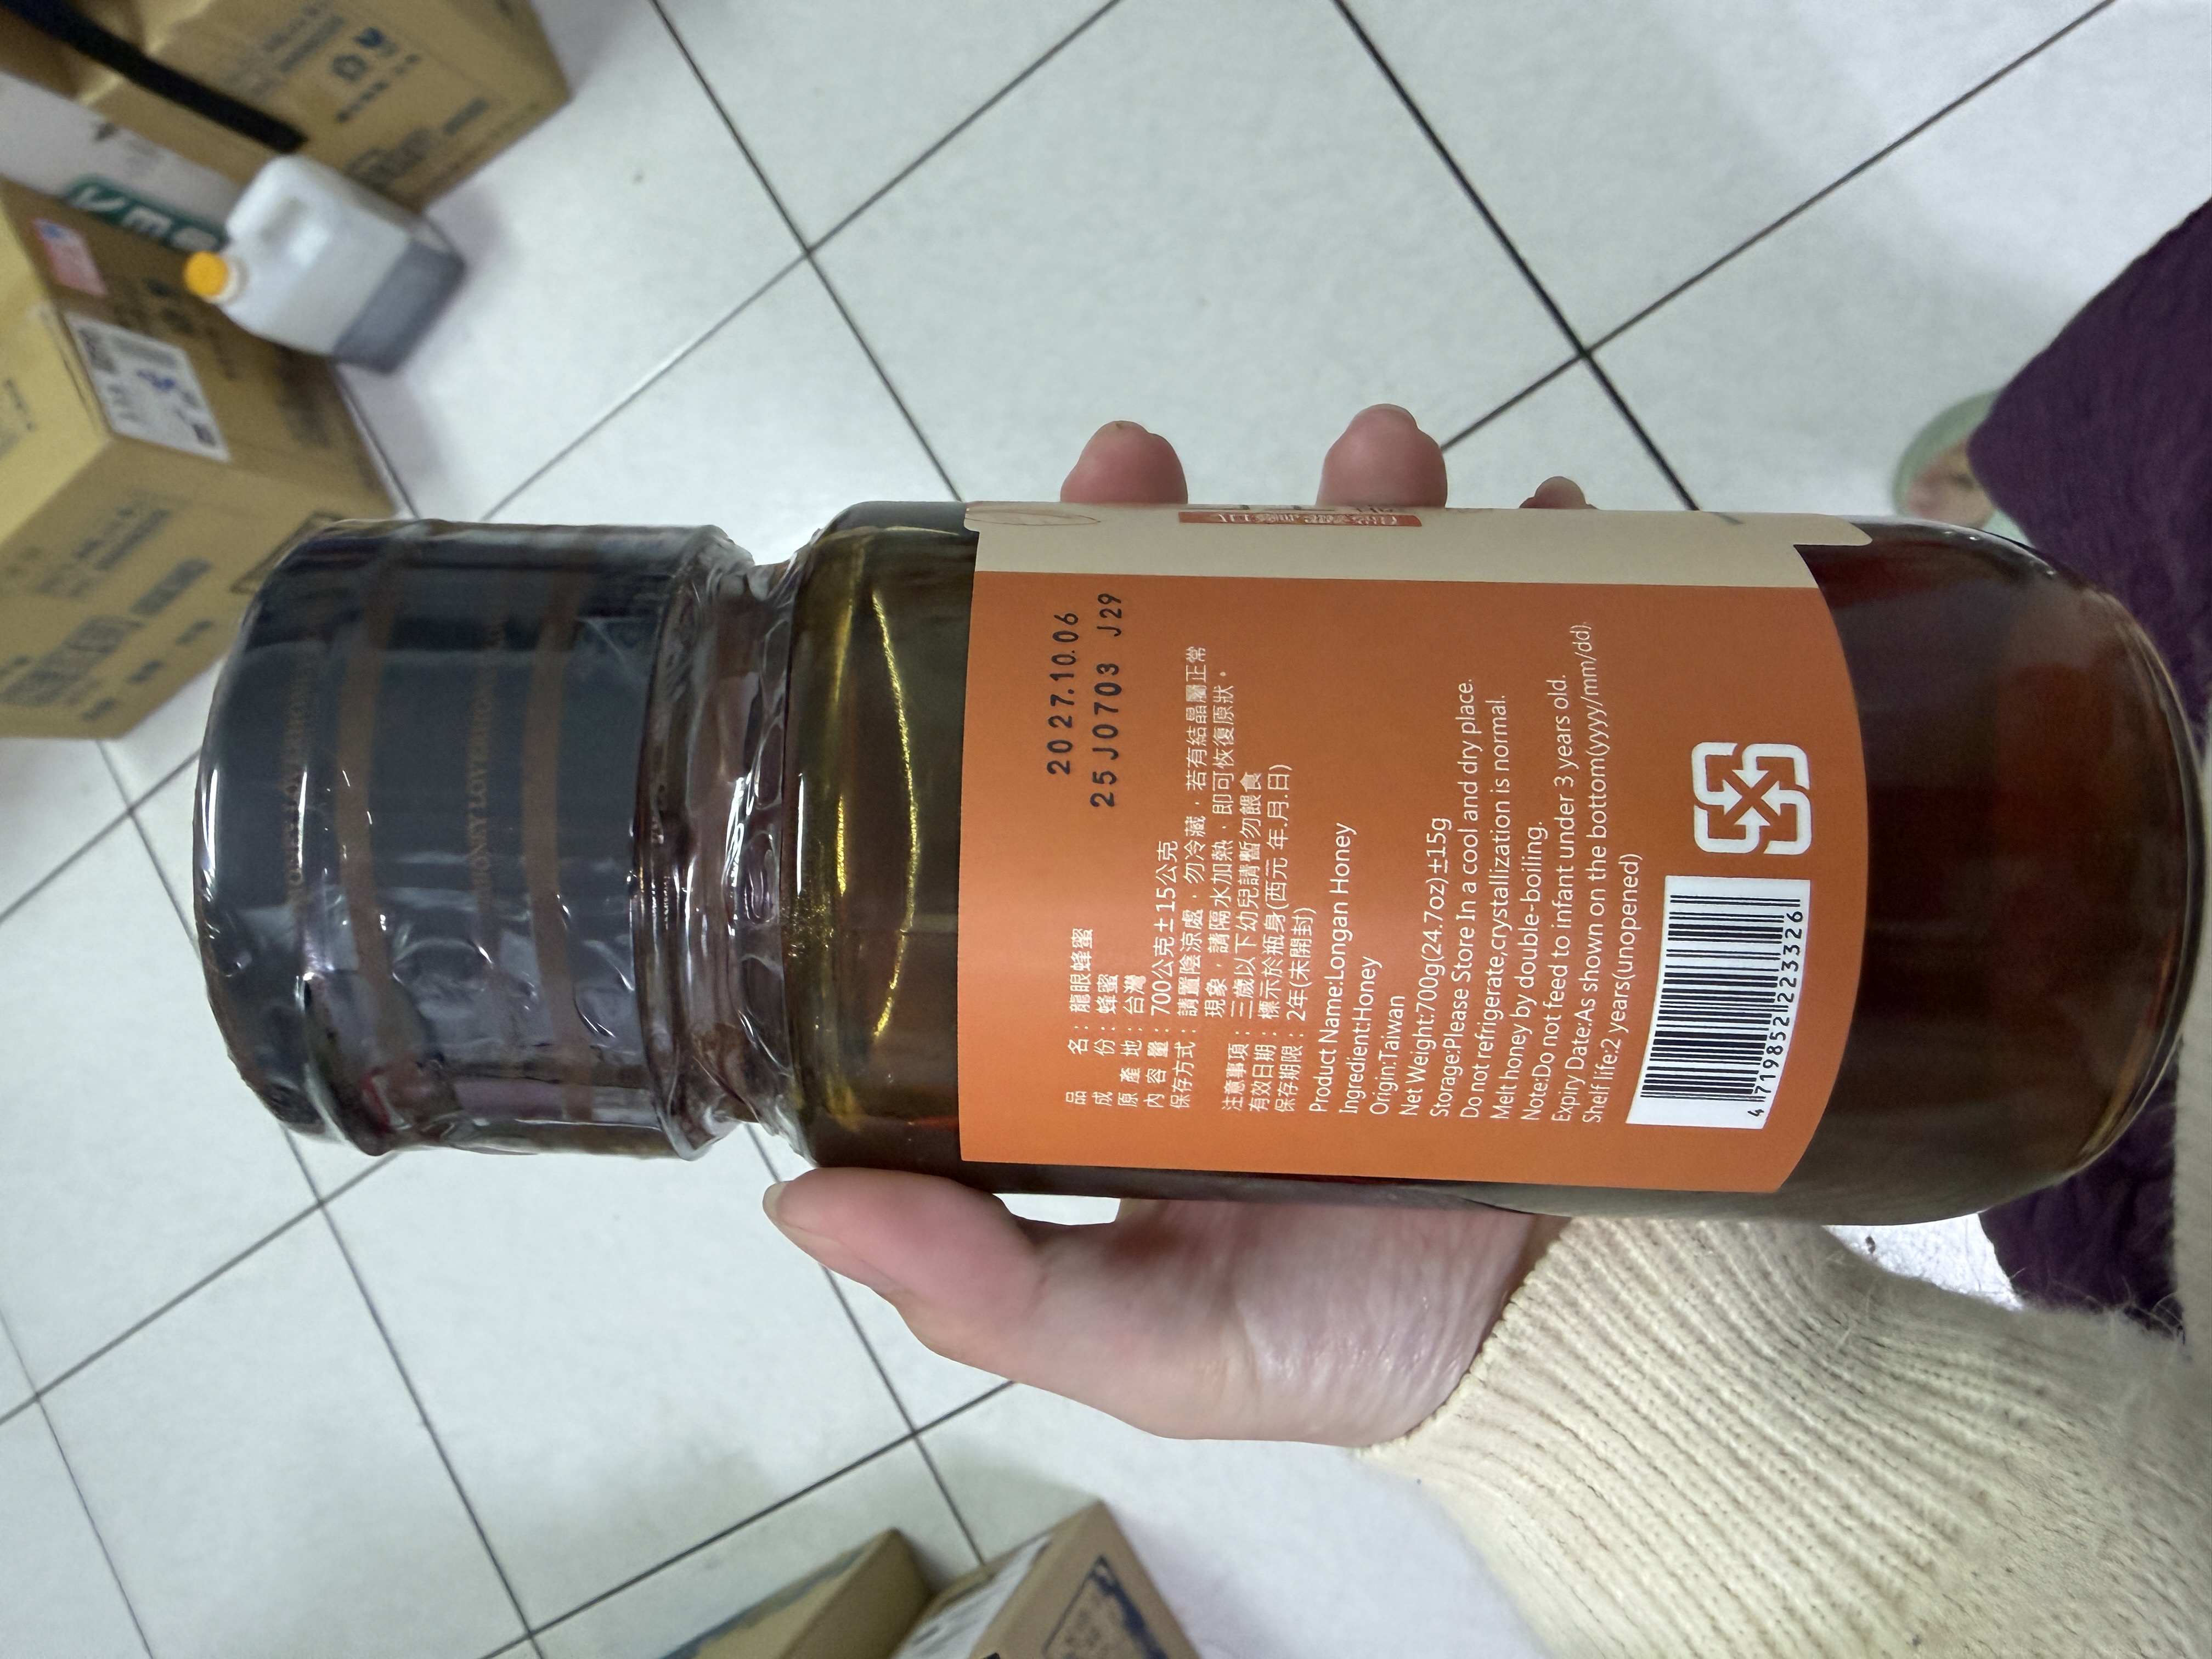 2027.10.06
25J0703 J29
品名：龍眼蜂蜜
成份：蜂蜜
原產地：台灣
內容量：700公克±15公克
保存方式：請置陰涼處，勿冷藏，若有結晶屬正常
現象，請隔水加熱，即可恢復原狀。
注意事項：三歲以下幼兒請暫勿餵食
有效日期：標示於瓶身(西元 年.月.日)
保存期限：2年(未開封)
Product Name:Longan Honey
Ingredient:Honey
Origin:Taiwan
Net Weight:700g(24.7oz)±15g
Storage:Please Store In a cool and dry place.
Do not refrigerate,crystallization is normal.
Melt honey by double-boiling.
Note:Do not feed to infant under 3 years old.
Expiry Date:As shown on the bottom(yyyy/mm/dd).
Shelf life:2 years(unopened)
4 719852 223326